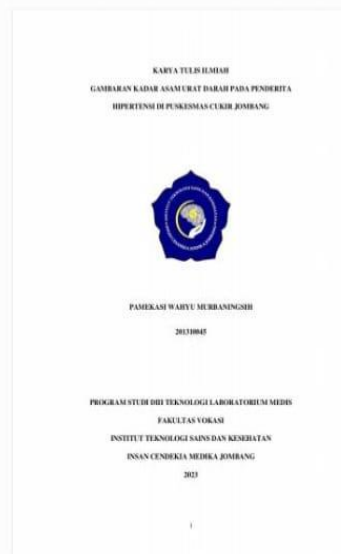 KARYA TULIS ILMIAH
GAMBARAN KADAR ASAM URAT DARAH PADA PENDERITA
HIPERTENSI DI PUSKESMAS CUKIR JOMBANG
PAMEKASI WAHYU MURBANINGSIH
201310045
PROGRAM STUDI DIII TEKNOLOGI LABORATORIUM MEDIS
FAKULTAS VOKASI
INSTITUT TEKNOLOGI SAINS DAN KESEHATAN
INSAN CENDEKIA MEDIKA JOMBANG
2023